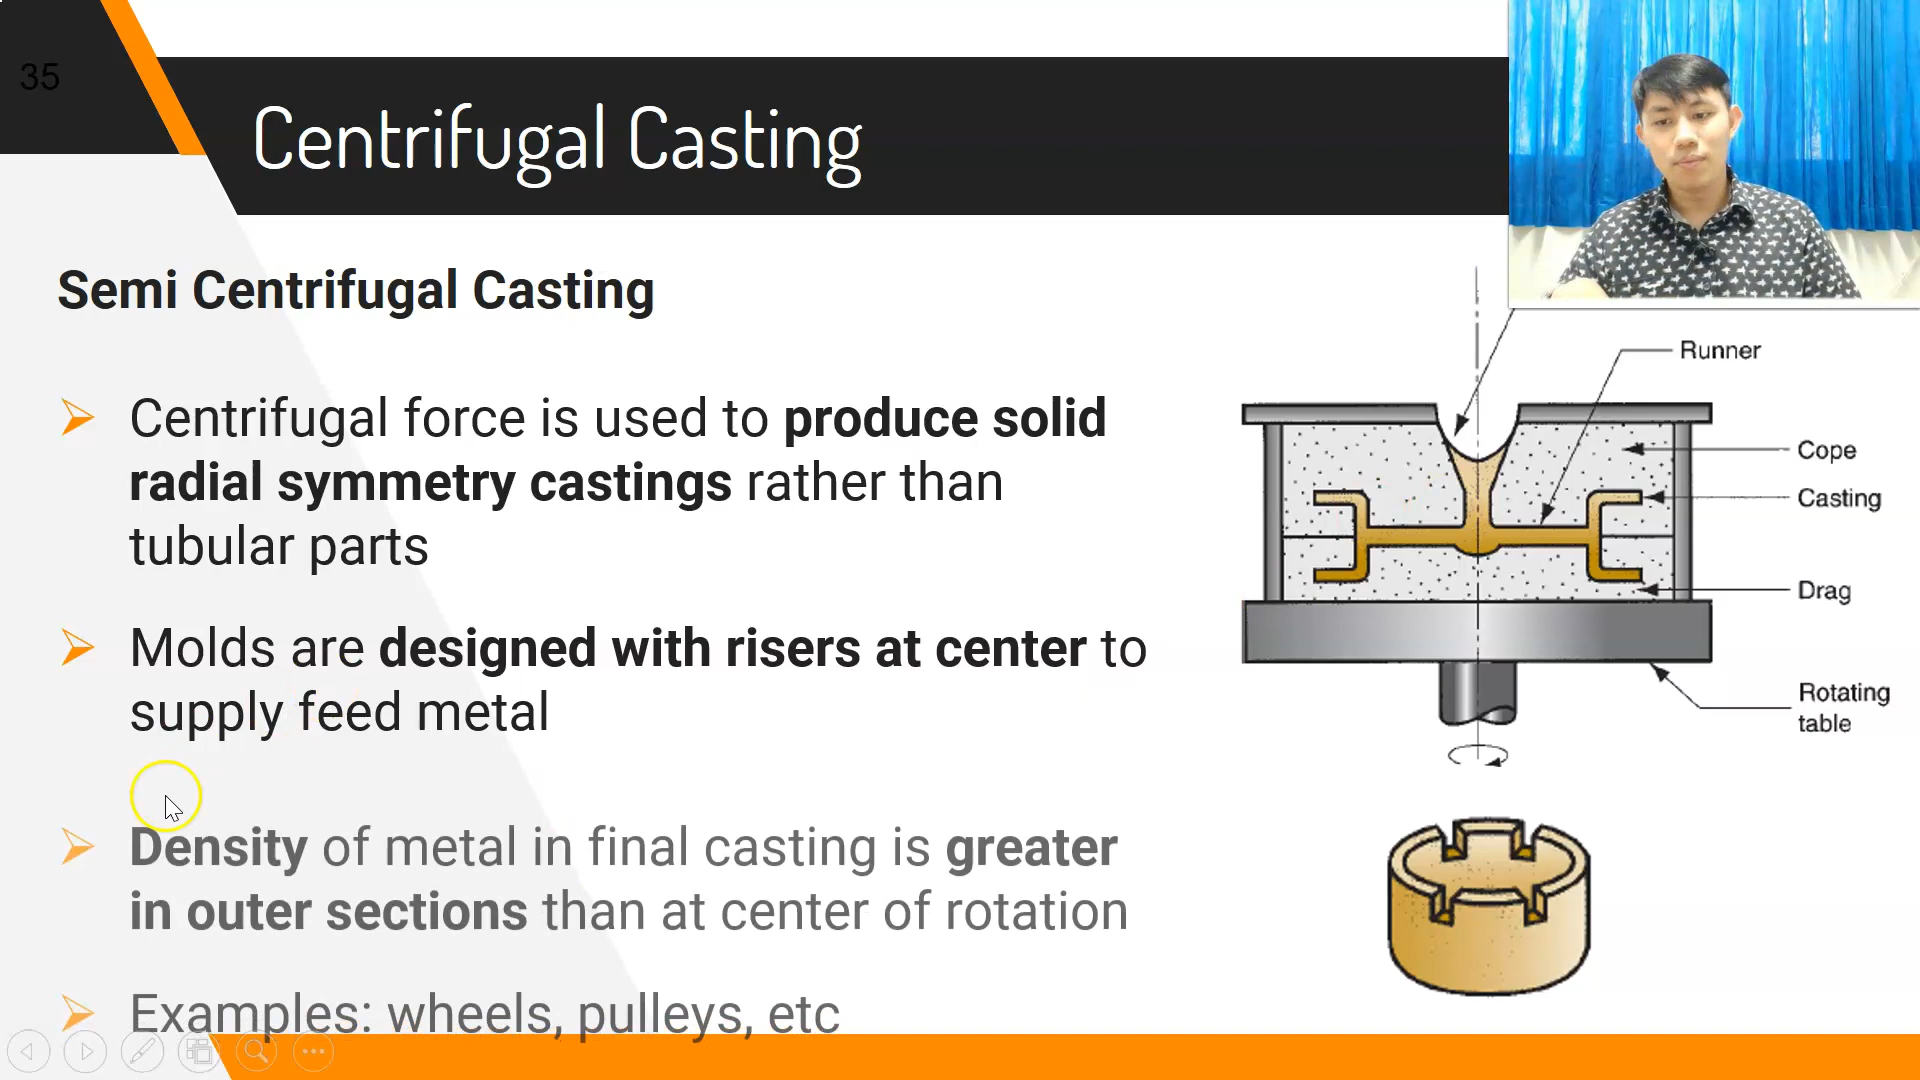 35
Centrifugal Casting
Semi Centrifugal Casting
Centrifugal force is used to produce solid
radial symmetry castings rather than
tubular parts
Molds are designed with risers at center to
supply feed metal
Density of metal in final casting is greater
in outer sections than at center of rotation
Examples: wheels, pulleys, etc
Runner
Cope
Casting
Drag
Rotating
table